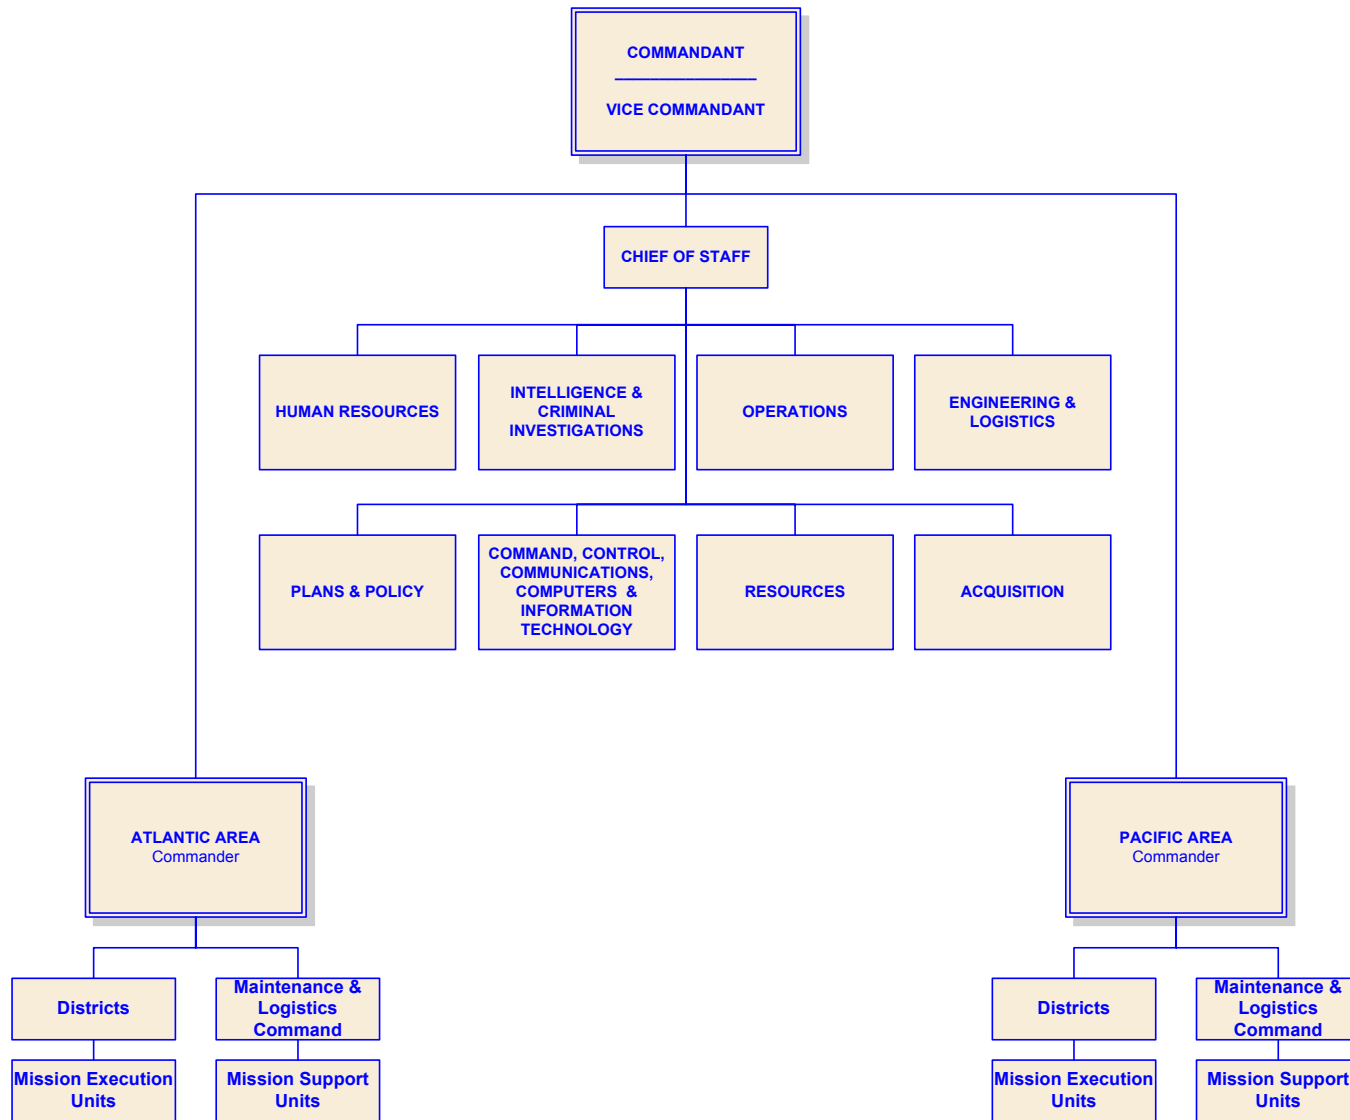 COMMANDANT
VICE COMMANDANT
CHIEF OF STAFF
HUMAN RESOURCES
INTELLIGENCE &
CRIMINAL
INVESTIGATIONS
OPERATIONS
ENGINEERING &
LOGISTICS
PLANS & POLICY
COMMAND, CONTROL,
COMMUNICATIONS,
COMPUTERS &
INFORMATION
TECHNOLOGY
RESOURCES
ACQUISITION
ATLANTIC AREA
Commander
PACIFIC AREA
Commander
Districts
Maintenance &
Logistics
Command
Districts
Maintenance &
Logistics
Command
Mission Execution
Units
Mission Support
Units
Mission Execution
Units
Mission Support
Units